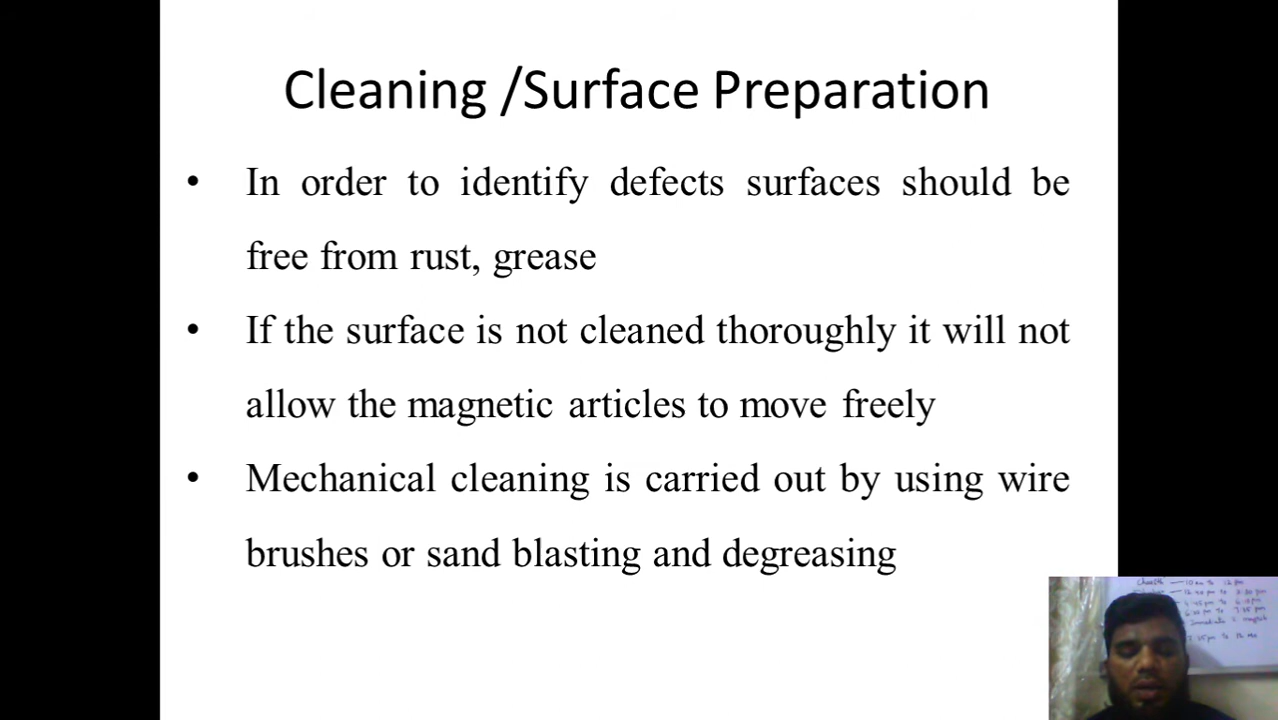 Cleaning /Surface Preparation
• In order to identify defects surfaces should be
free from rust, grease
• If the surface is not cleaned thoroughly it will not
allow the magnetic articles to move freely
• Mechanical cleaning is carried out by using wire
brushes or sand blasting and degreasing